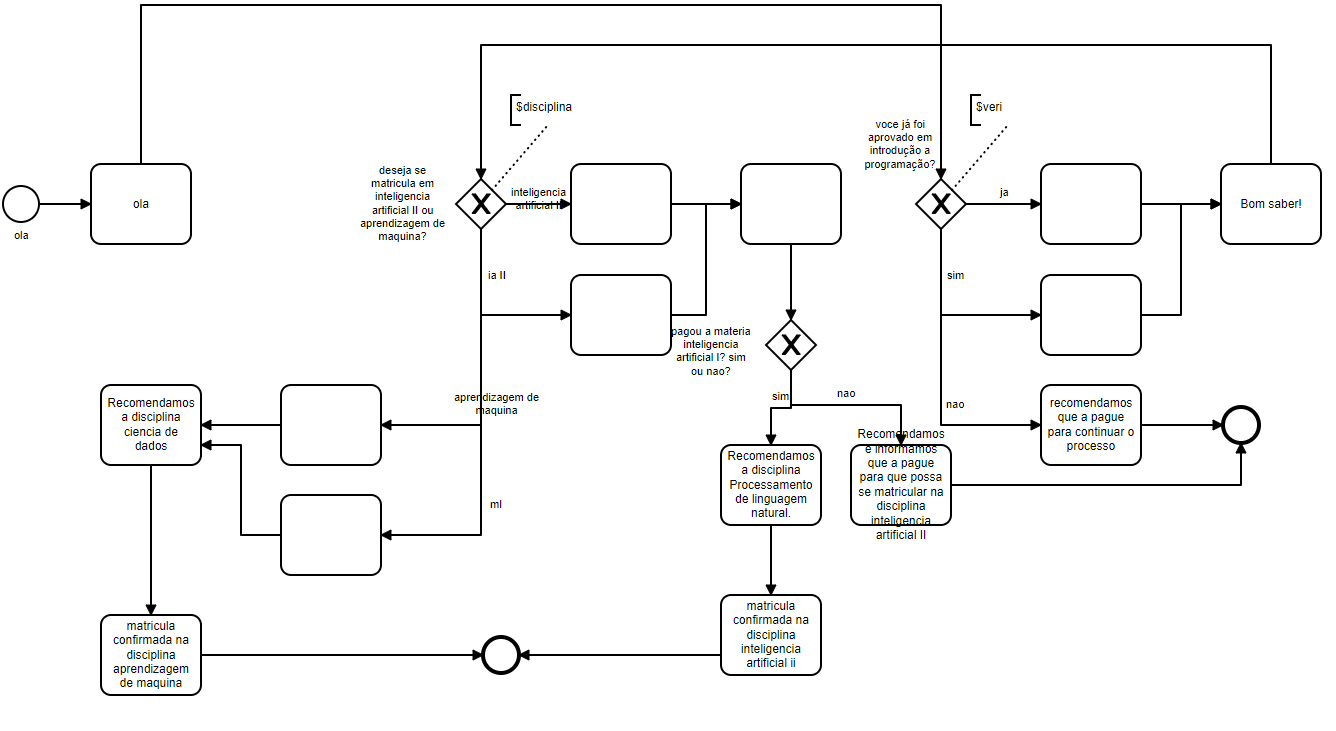 ola
ola
deseja se
matricula em
inteligencia
artificial II ou
aprendizagem de
maquina?
$disciplina
inteligencia
artificial II
ia II
aprendizagem de
maquina
ml
Recomendamos
a disciplina
ciencia de
dados
matricula
confirmada na
disciplina
aprendizagem
de maquina
pagou a materia
inteligencia
artificial I? sim
ou nao?
sim
nao
Recomendamos
a disciplina
Processamento
de linguagem
natural.
matricula
confirmada na
disciplina
inteligencia
artificial ii
Recomendamos
e informamos
que a pague
para que possa
se matricular na
disciplina
inteligencia
artificial II
voce já foi
aprovado em
introdução a
programação?
$veri
ja
sim
nao
Bom saber!
recomendamos
que a pague
para continuar o
processo